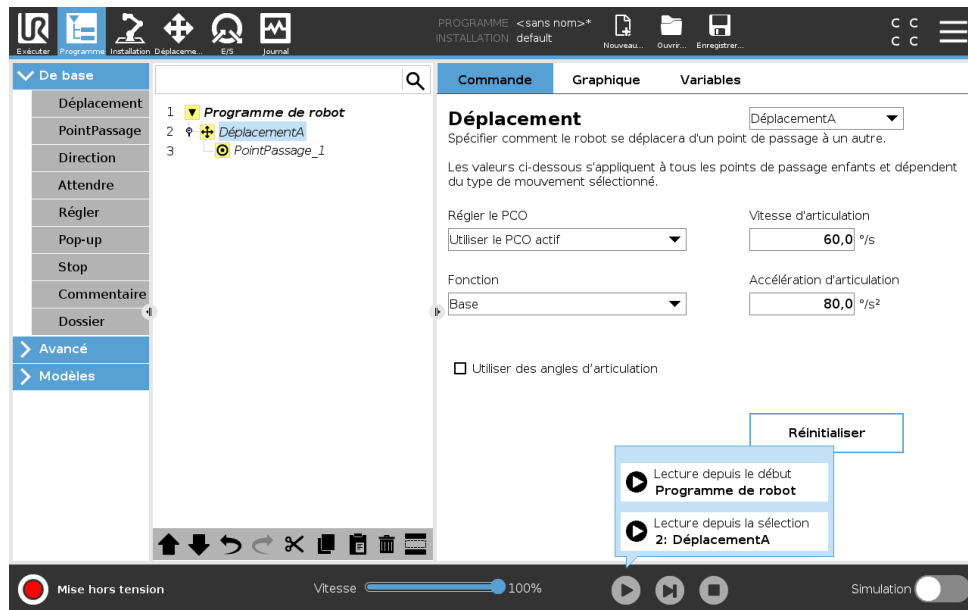 UR
Exécuter
Programme
Installation
Déplaceme...
E/S
Journal
PROGRAMME <sans nom>*
INSTALLATION default
Nouveau...
Ouvrir...
Enregistrer...
C C
C C
De base
Déplacement
PointPassage
Direction
Attendre
Régler
Pop-up
Stop
Commentaire
Dossier
Avancé
Modèles
1 Programme de robot
2 DéplacementA
3 PointPassage_1
Commande Graphique Variables
Déplacement
DéplacementA
Spécifier comment le robot se déplacera d'un point de passage à un autre.
Les valeurs ci-dessous s'appliquent à tous les points de passage enfants et dépendent
du type de mouvement sélectionné.
Régler le PCO
Utiliser le PCO actif
Vitesse d'articulation
60,0 °/s
Fonction
Base
Accélération d'articulation
80,0 °/s²
Utiliser des angles d'articulation
Réinitialiser
Lecture depuis le début
Programme de robot
Lecture depuis la sélection
2: DéplacementA
Mise hors tension
Vitesse
100%
Simulation